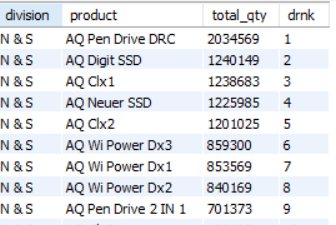 division product total_qty drnk
N & S AQ Pen Drive DRC 2034569 1
N & S AQ Digit SSD 1240149 2
N & S AQ Clx1 1238683 3
N & S AQ Neuer SSD 1225985 4
N & S AQ Clx2 1201025 5
N & S AQ Wi Power Dx3 859300 6
N & S AQ Wi Power Dx1 853569 7
N & S AQ Wi Power Dx2 840169 8
N & S AQ Pen Drive 2 IN 1 701373 9